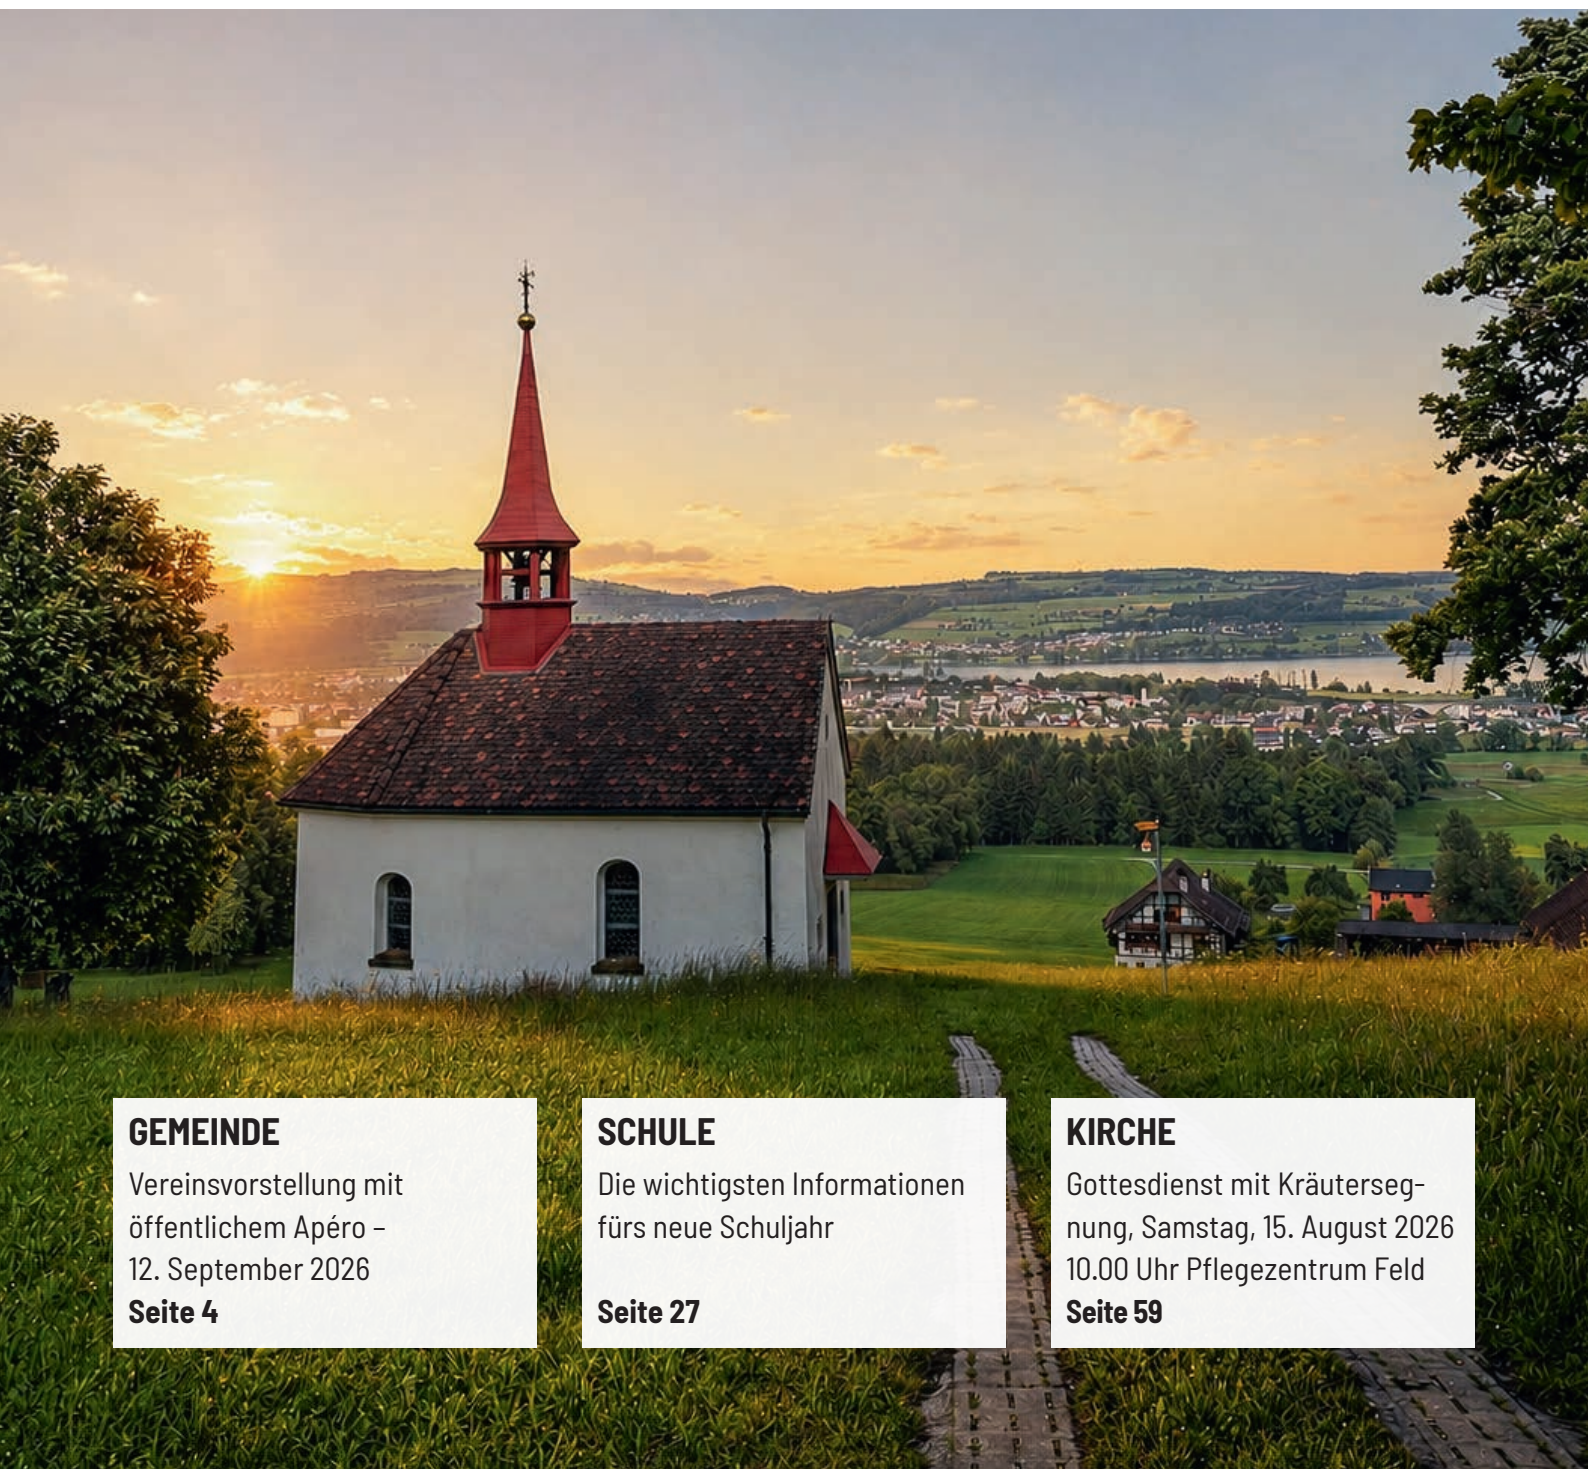 GEMEINDE
Vereinsvorstellung mit
öffentlichem Apéro –
12. September 2026
Seite 4
SCHULE
Die wichtigsten Informationen
fürs neue Schuljahr
Seite 27
KIRCHE
Gottesdienst mit Kräuterseg-
nung, Samstag, 15. August 2026
10.00 Uhr Pflegezentrum Feld
Seite 59